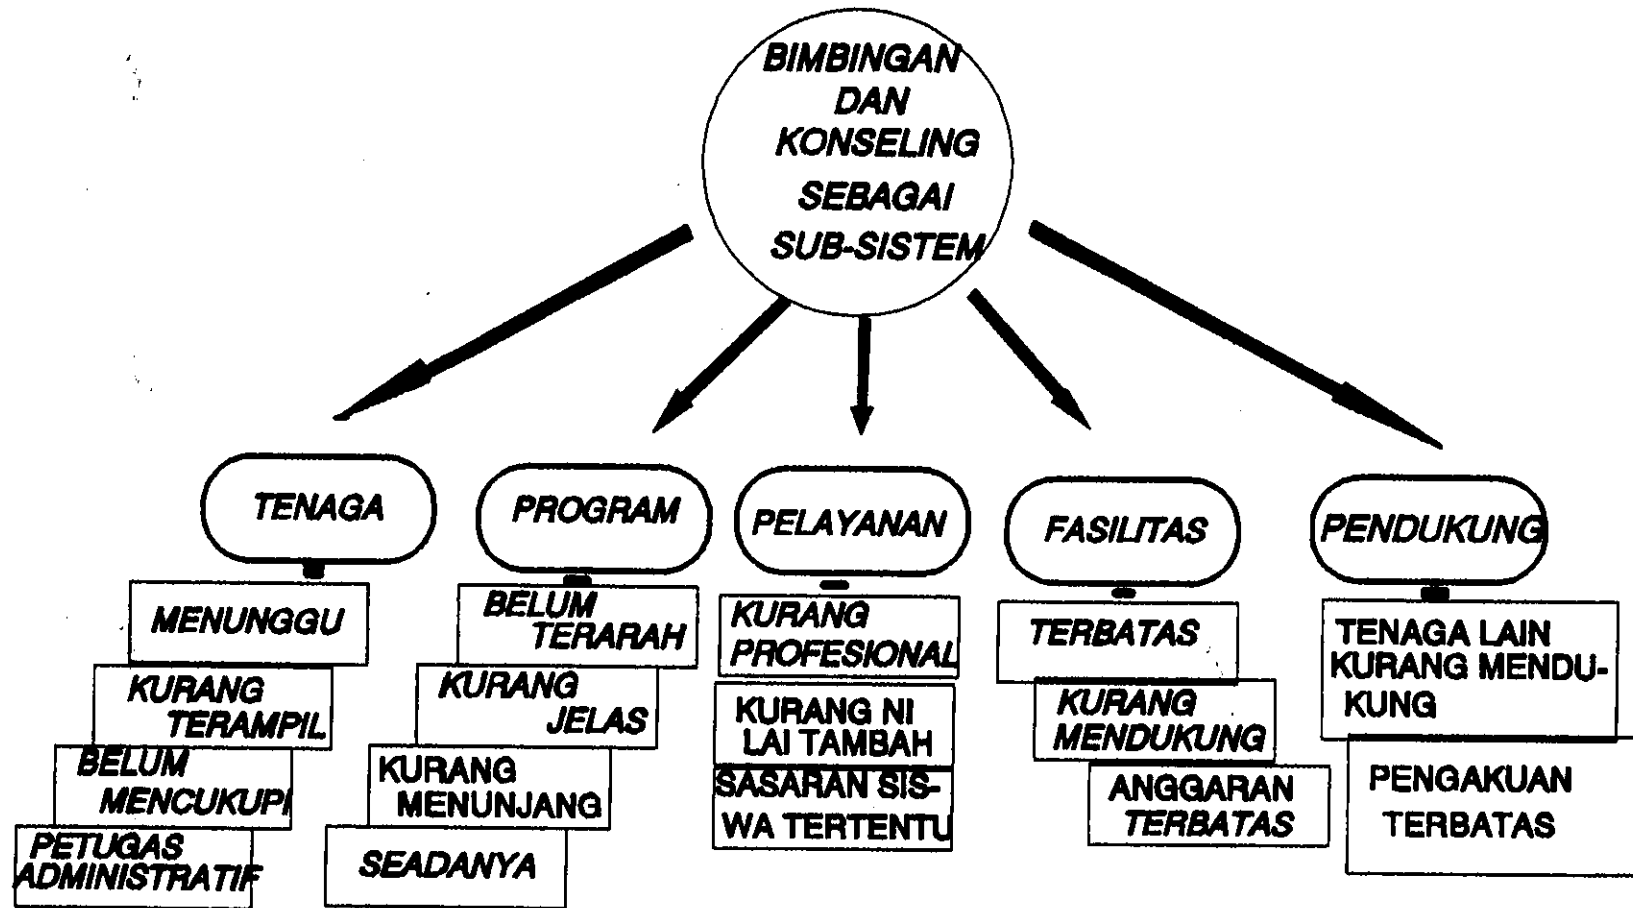 BIMBINGAN
DAN
KONSELING
SEBAGAI
SUB-SISTEM
TENAGA
MENUNGGU
KURANG
TERAMPIL
BELUM
MENCUKUPI
PETUGAS
ADMINISTRATIF
PROGRAM
BELUM
TERARAH
KURANG
JELAS
KURANG
MENUNJANG
SEADANYA
PELAYANAN
KURANG
PROFESIONAL
KURANG NI
LAI TAMBAH
SASARAN SIS-
WA TERTENTU
FASILITAS
TERBATAS
KURANG
MENDUKUNG
ANGGARAN
TERBATAS
PENDUKUNG
TENAGA LAIN
KURANG MENDU-
KUNG
PENGAKUAN
TERBATAS